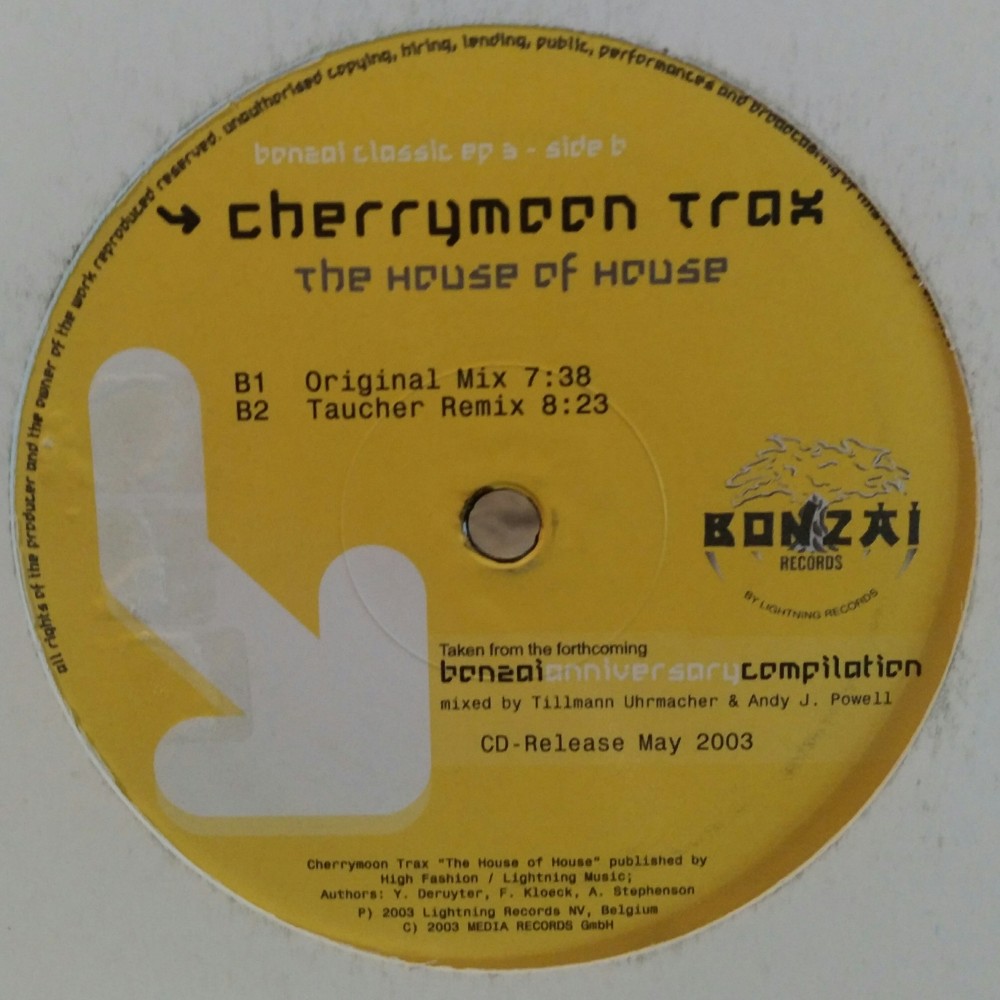 all rights of the producer and the owner of the work reproduced reserved. unauthorised copying, hiring, lending, public, performances and broadcasting of this record
bonzai classic ep 3 - side b
cherrymoon trax
the house of house
B1 Original Mix 7:38
B2 Taucher Remix 8:23
BONZAI
RECORDS
BY LIGHTNING RECORDS
Taken from the forthcoming
bonzaianniversarycompilation
mixed by Tillmann Uhrmacher & Andy J. Powell
CD-Release May 2003
Cherrymoon Trax "The House of House" published by
High Fashion / Lightning Music;
Authors: Y. Deruyter, F. Kloeck, A. Stephenson
P) 2003 Lightning Records NV, Belgium
C) 2003 MEDIA RECORDS GmbH